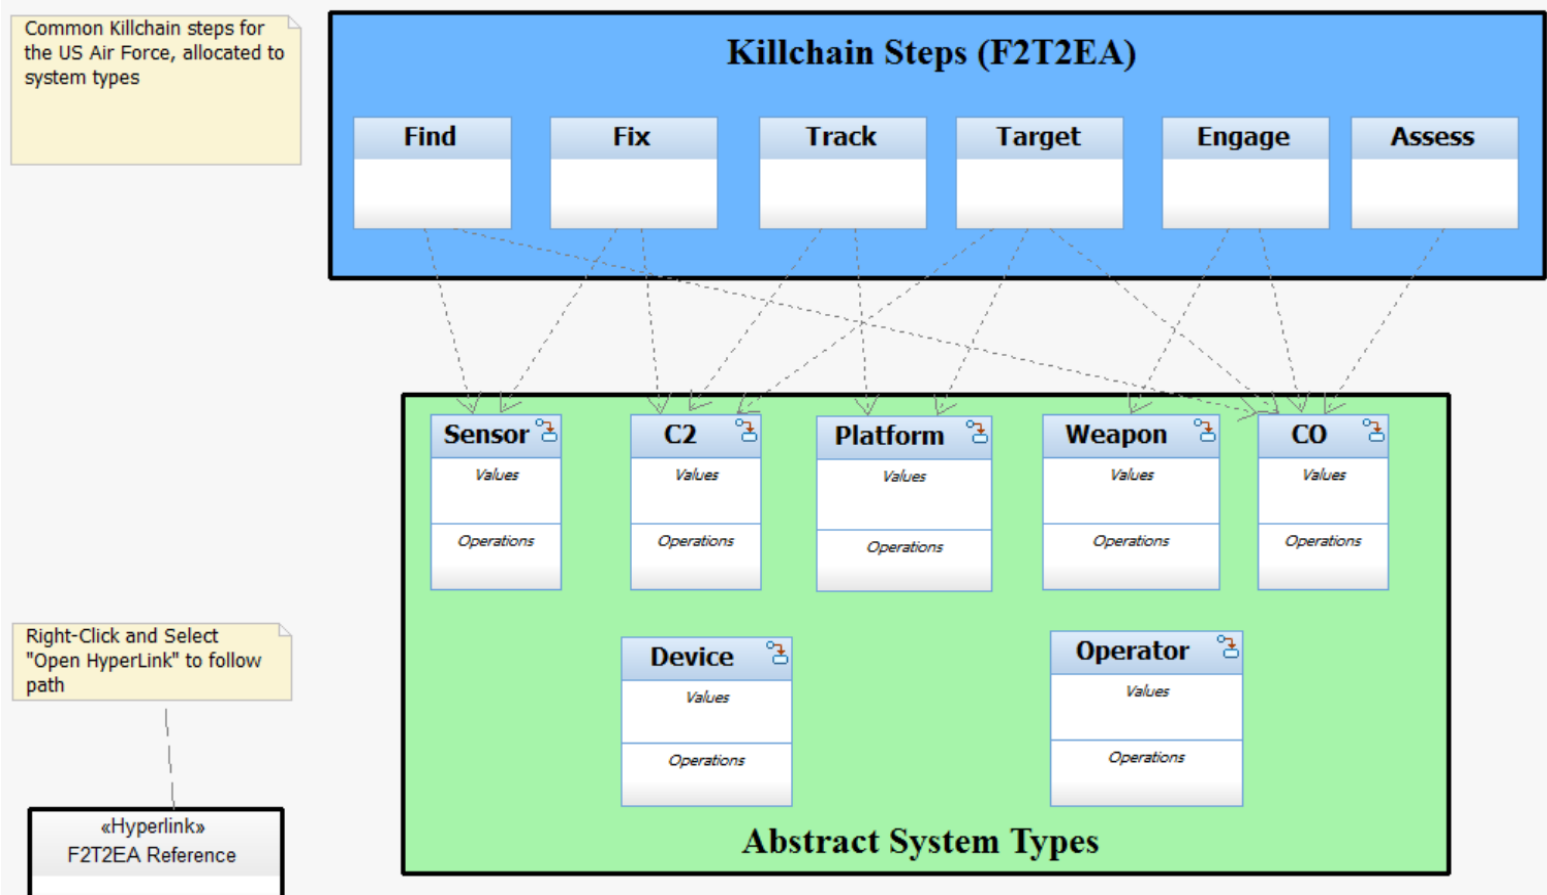 Common Killchain steps for
the US Air Force, allocated to
system types
Killchain Steps (F2T2EA)
Find
Fix
Track
Target
Engage
Assess
Sensor
Values
Operations
C2
Values
Operations
Platform
Values
Operations
Weapon
Values
Operations
CO
Values
Operations
Right-Click and Select
"Open HyperLink" to follow
path
Device
Values
Operations
Operator
Values
Operations
Abstract System Types
«Hyperlink»
F2T2EA Reference